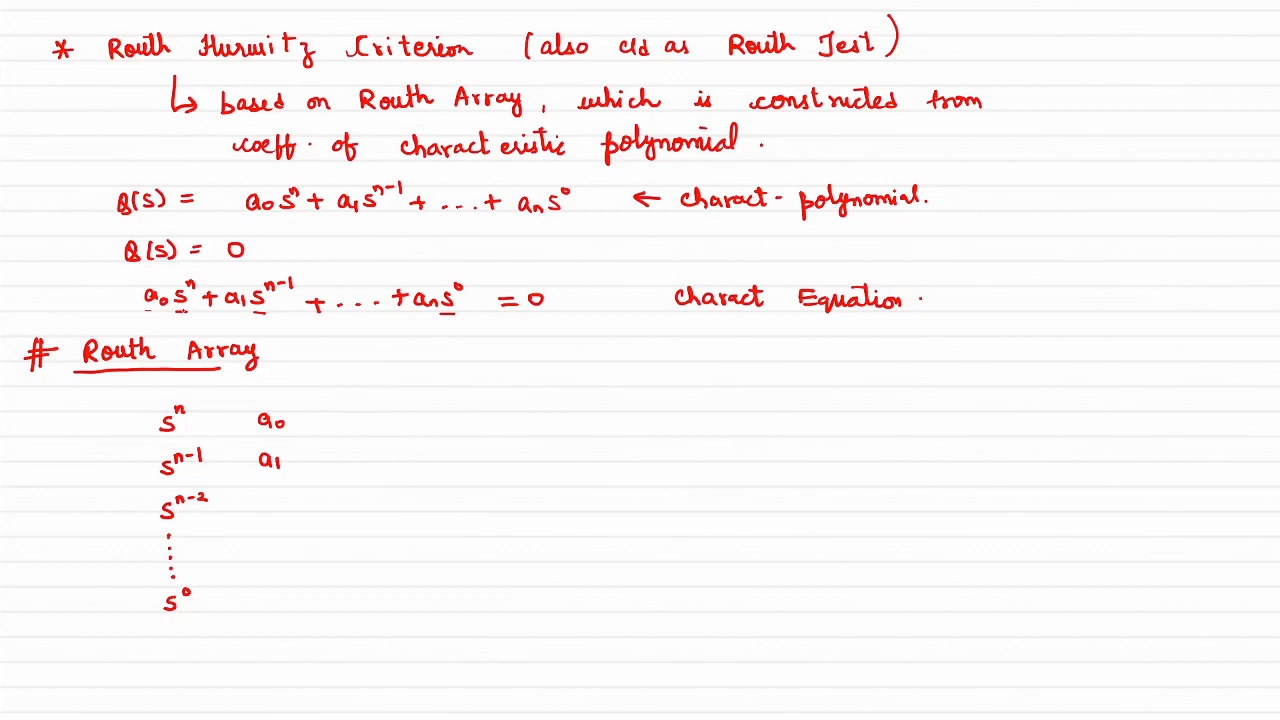 * Routh Hurwitz Criterion (also c/d as Routh Test)
↳ based on Routh Array, which is constructed from
coeff. of characteristic polynomial.
Q(s) = a₀sⁿ + a₁sⁿ⁻¹ + ... + aₙs⁰ ← charact. polynomial.
Q(s) = 0
a₀sⁿ + a₁sⁿ⁻¹ + .... + aₙs⁰ = 0 charact Equation.
# Routh Array
sⁿ a₀
sⁿ⁻¹ a₁
sⁿ⁻²
⋮
s⁰